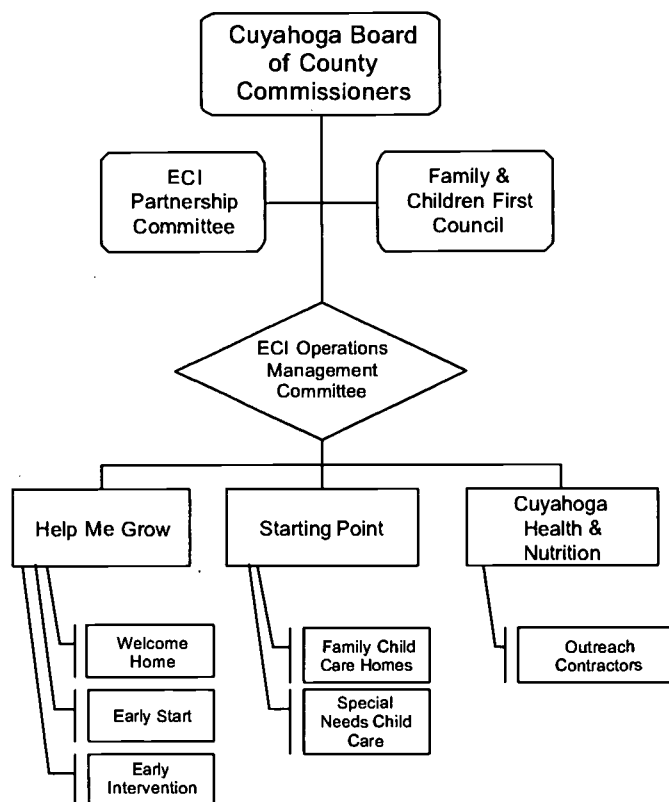 Cuyahoga Board
of County
Commissioners
ECI
Partnership
Committee
Family &
Children First
Council
ECI Operations
Management
Committee
Help Me Grow
Starting Point
Cuyahoga
Health &
Nutrition
Welcome
Home
Early Start
Early
Intervention
Family Child
Care Homes
Special
Needs Child
Care
Outreach
Contractors